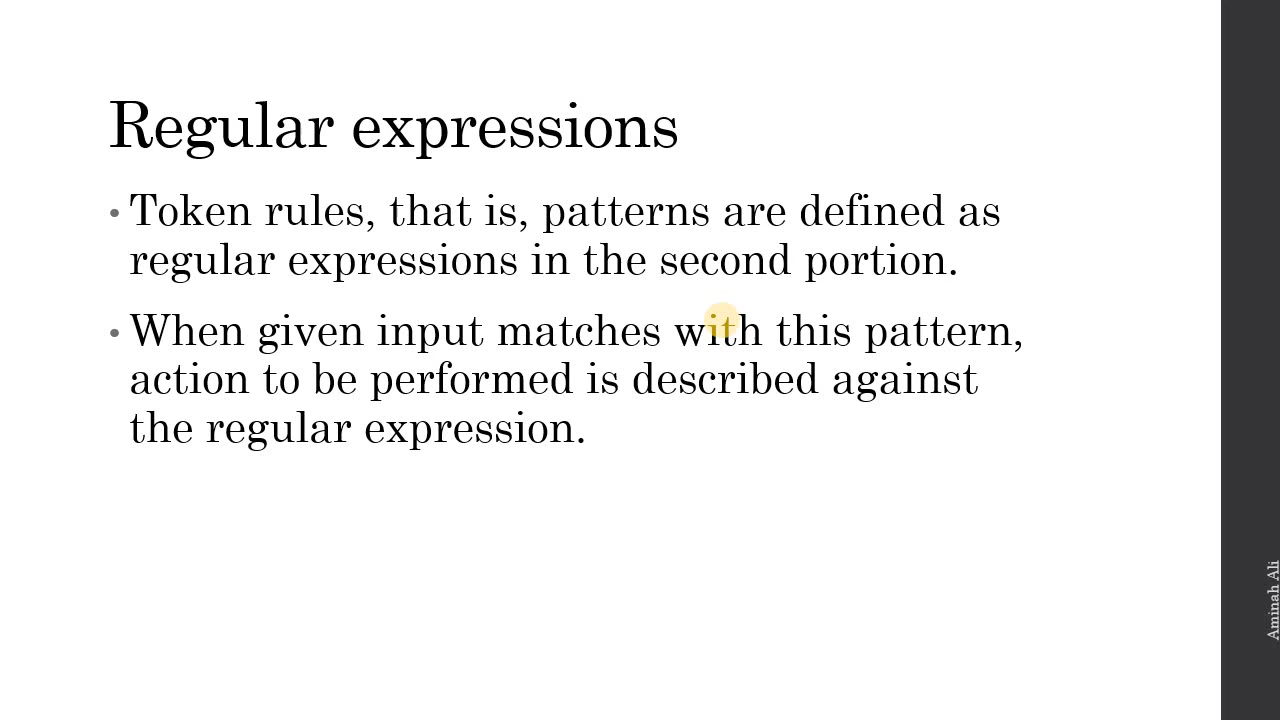 Regular expressions
• Token rules, that is, patterns are defined as
regular expressions in the second portion.
• When given input matches with this pattern,
action to be performed is described against
the regular expression.
Aminah Ali